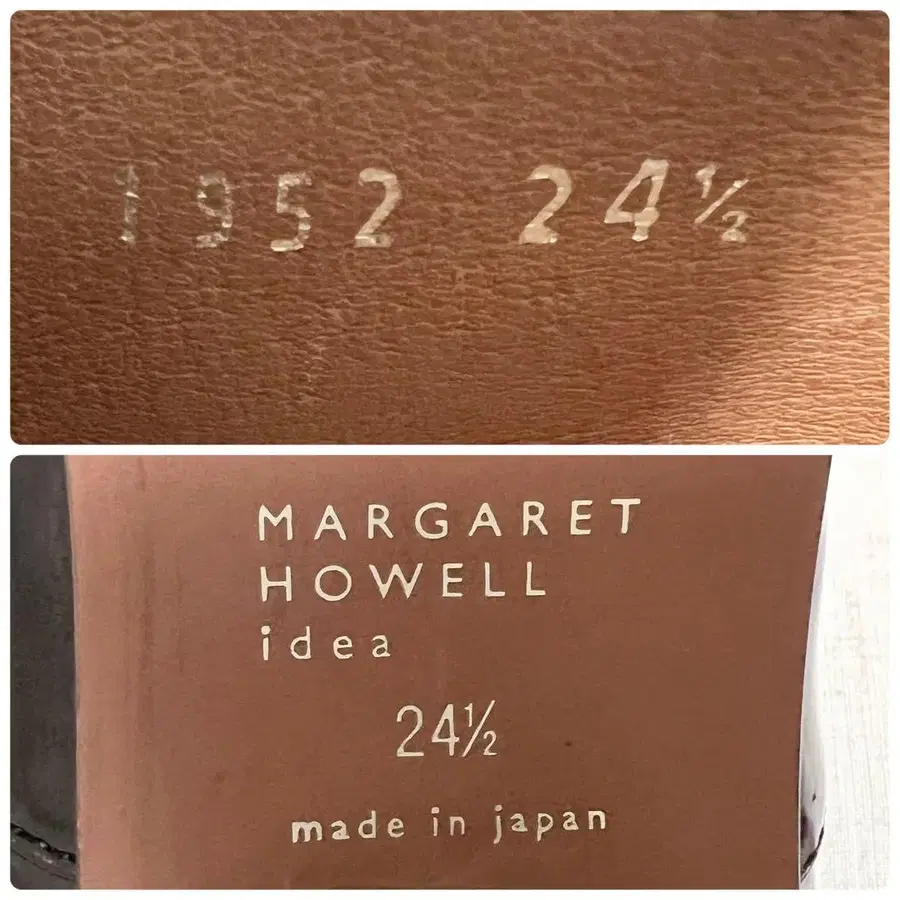 1952 24½
MARGARET
HOWELL
idea
24½
made in japan